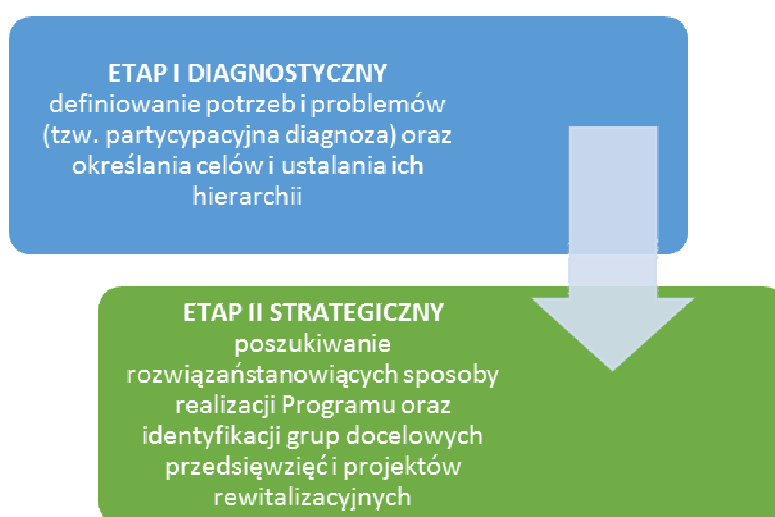 ETAP I DIAGNOSTYCZNY
definiowanie potrzeb i problemów
(tzw. partycypacyjna diagnoza) oraz
określania celów i ustalania ich
hierarchii
ETAP II STRATEGICZNY
poszukiwanie
rozwiązaństanowiących sposoby
realizacji Programu oraz
identyfikacji grup docelowych
przedsięwzięć i projektów
rewitalizacyjnych